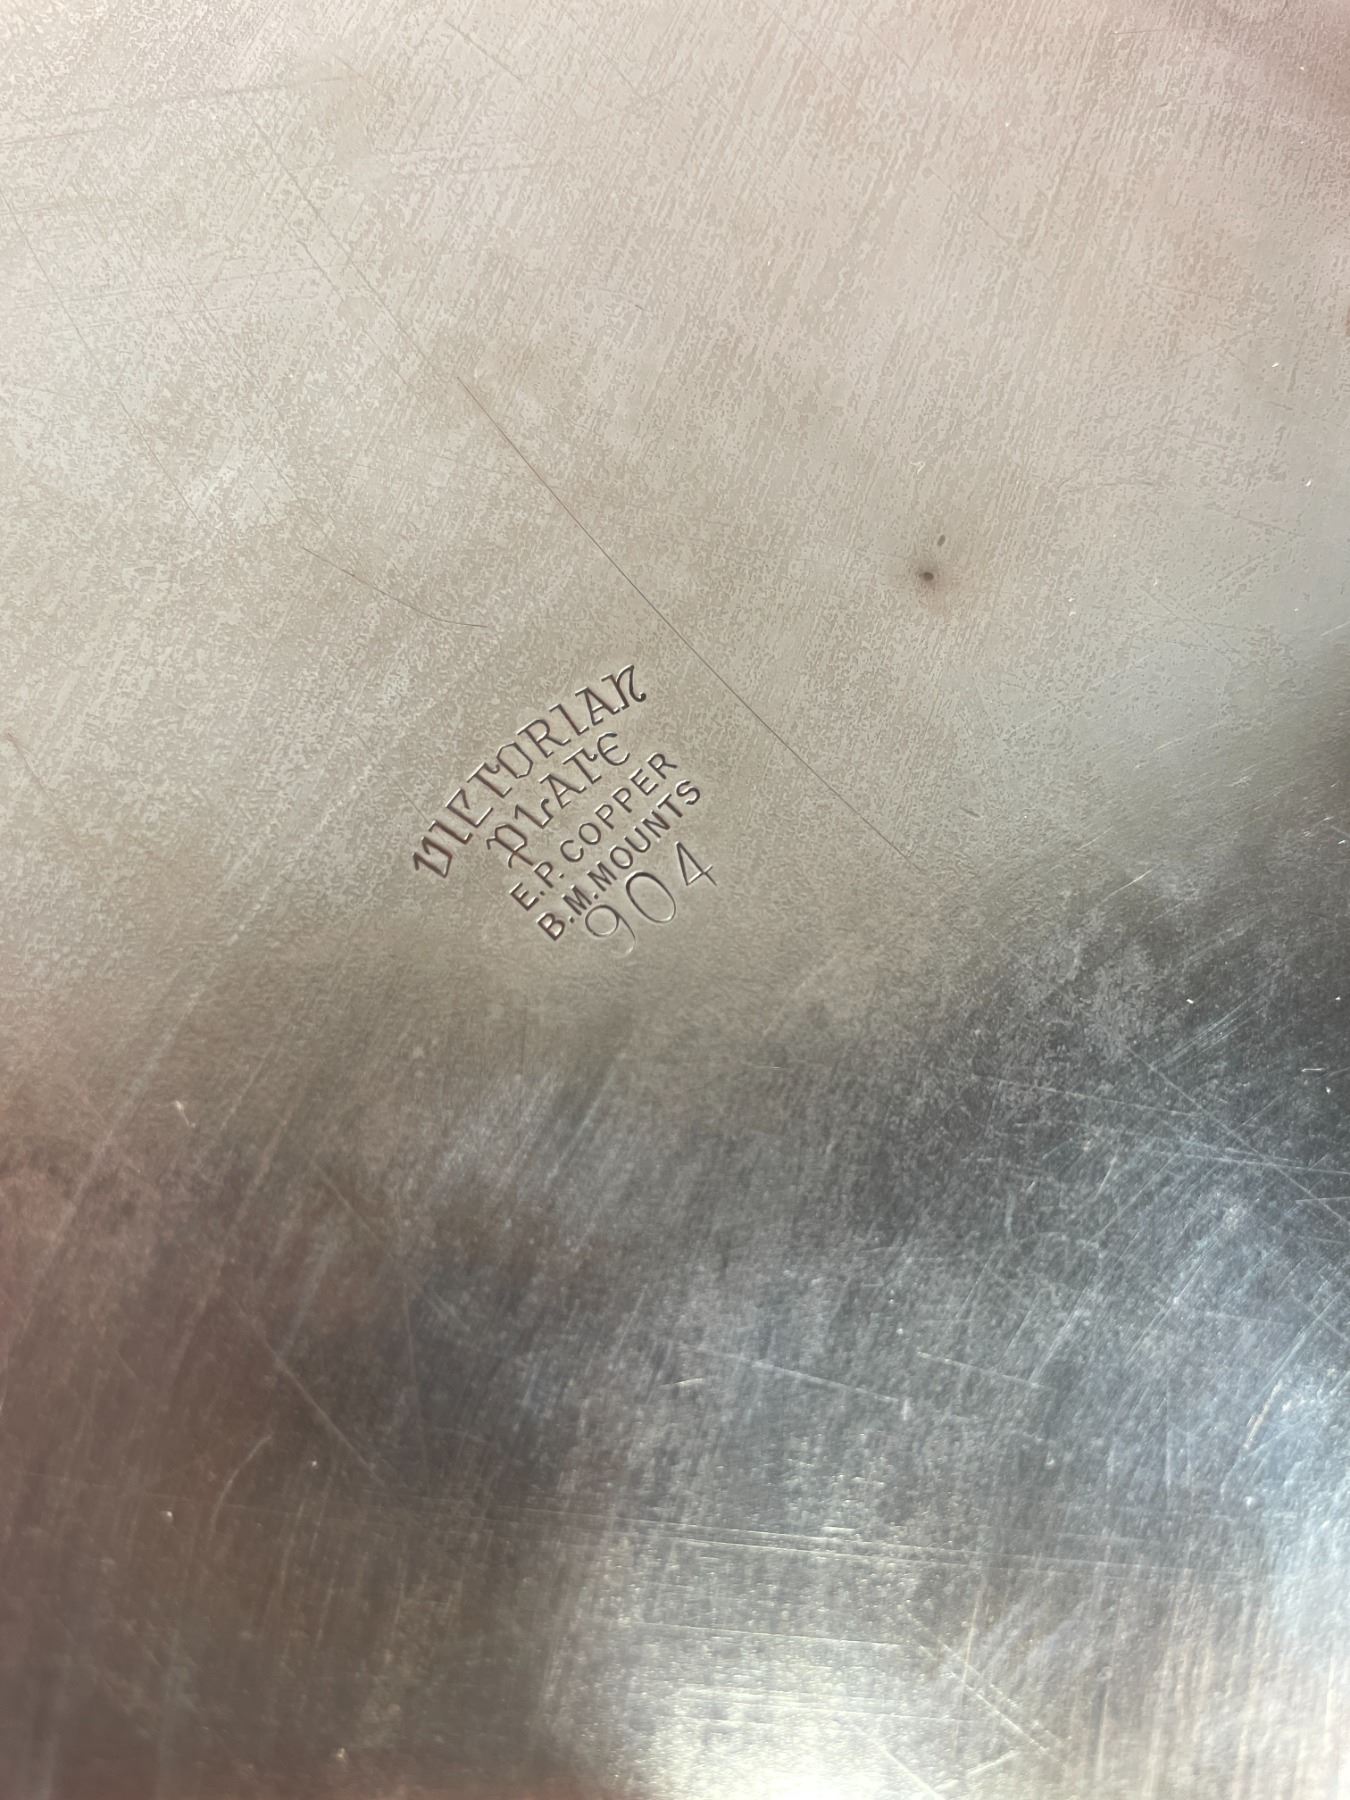 VICTORIAN
PLATE
E.P. COPPER
B.M. MOUNTS
904